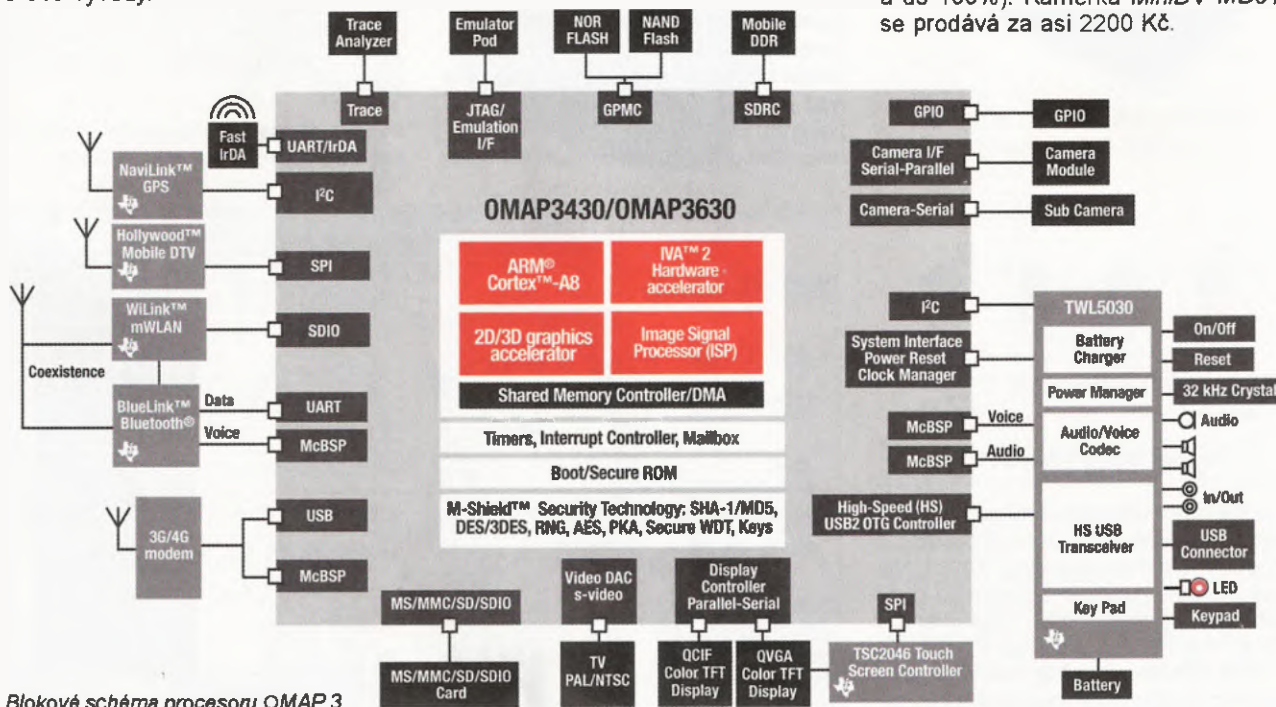 a do 100%). Kamerka MiniDV MD81
se prodává za asi 2200 Kč.
Trace
Analyzer
Emulator
Pod
NOR
FLASH
NAND
Flash
Mobile
DDR
Trace
JTAG/
Emulation
I/F
GPMC
SDRC
Fast
IrDA
UART/IrDA
NaviLink™
GPS
I²C
Hollywood™
Mobile DTV
SPI
WiLink™
mWLAN
SDIO
Coexistence
BlueLink™
Bluetooth®
Data
Voice
UART
McBSP
3G/4G
modem
USB
McBSP
OMAP3430/OMAP3630
ARM®
Cortex™-A8
IVA™ 2
Hardware
accelerator
2D/3D graphics
accelerator
Image Signal
Processor (ISP)
Shared Memory Controller/DMA
Timers, Interrupt Controller, Mailbox
Boot/Secure ROM
M-Shield™ Security Technology: SHA-1/MD5,
DES/3DES, RNG, AES, PKA, Secure WDT, Keys
GPIO
GPIO
Camera I/F
Serial-Parallel
Camera
Module
Camera-Serial
Sub Camera
I²C
System Interface
Power Reset
Clock Manager
McBSP
Voice
McBSP
Audio
High-Speed (HS)
USB2 OTG Controller
TWL5030
Battery
Charger
Power Manager
Audio/Voice
Codec
HS USB
Transceiver
Key Pad
On/Off
Reset
32 kHz Crystal
Audio
In/Out
USB
Connector
LED
Keypad
Battery
MS/MMC/SD/SDIO
MS/MMC/SD/SDIO
Card
Video DAC
s-video
TV
PAL/NTSC
Display
Controller
Parallel-Serial
QCIF
Color TFT
Display
QVGA
Color TFT
Display
SPI
TSC2046 Touch
Screen Controller
Blokové schéma procesoru OMAP 3